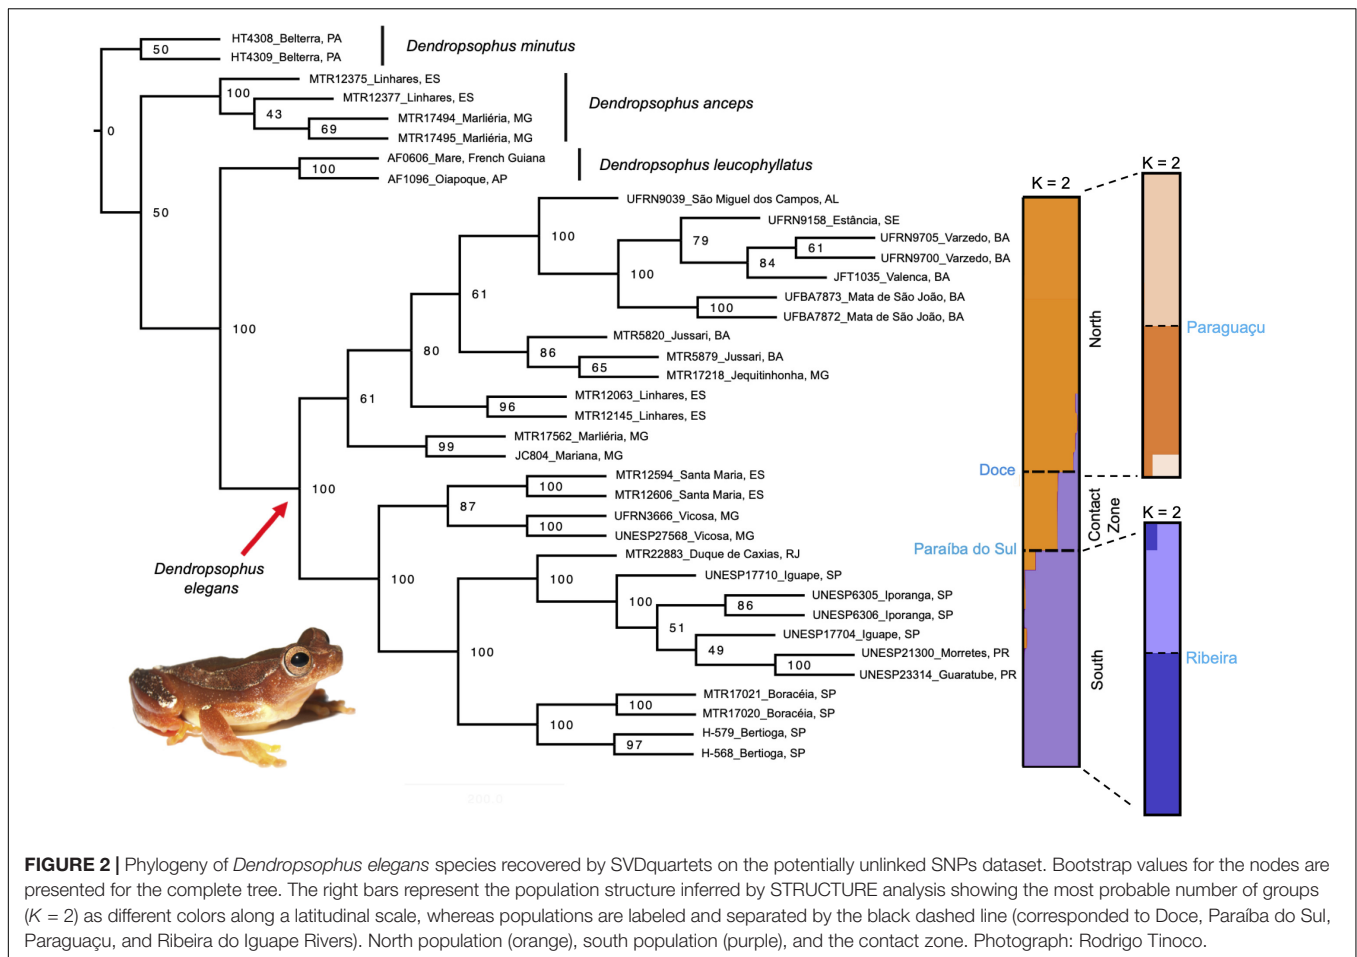 HT4308_Belterra, PA
50
HT4309_Belterra, PA
Dendropsophus minutus
MTR12375_Linhares, ES
100
MTR12377_Linhares, ES
43
MTR17494_Marliéria, MG
69
MTR17495_Marliéria, MG
Dendropsophus anceps
0
AF0606_Mare, French Guiana
100
AF1096_Oiapoque, AP
Dendropsophus leucophyllatus
50
UFRN9039_São Miguel dos Campos, AL
100
UFRN9158_Estância, SE
79
UFRN9705_Varzedo, BA
61
UFRN9700_Varzedo, BA
84
JFT1035_Valenca, BA
100
UFBA7873_Mata de São João, BA
100
UFBA7872_Mata de São João, BA
61
MTR5820_Jussari, BA
86
MTR5879_Jussari, BA
65
MTR17218_Jequitinhonha, MG
100
80
MTR12063_Linhares, ES
96
MTR12145_Linhares, ES
61
MTR17562_Marliéria, MG
99
JC804_Mariana, MG
100
MTR12594_Santa Maria, ES
100
MTR12606_Santa Maria, ES
87
UFRN3666_Vicosa, MG
100
UNESP27568_Vicosa, MG
100
MTR22883_Duque de Caxias, RJ
100
UNESP17710_Iguape, SP
100
UNESP6305_Iporanga, SP
86
UNESP6306_Iporanga, SP
51
UNESP17704_Iguape, SP
49
UNESP21300_Morretes, PR
100
UNESP23314_Guaratube, PR
100
MTR17021_Boracéia, SP
100
MTR17020_Boracéia, SP
100
H-579_Bertioga, SP
97
H-568_Bertioga, SP
Dendropsophus
elegans
200.0
K = 2
North
Doce
Contact
Zone
Paraíba do Sul
South
K = 2
Paraguaçu
K = 2
Ribeira
FIGURE 2 | Phylogeny of Dendropsophus elegans species recovered by SVDquartets on the potentially unlinked SNPs dataset. Bootstrap values for the nodes are
presented for the complete tree. The right bars represent the population structure inferred by STRUCTURE analysis showing the most probable number of groups
(K = 2) as different colors along a latitudinal scale, whereas populations are labeled and separated by the black dashed line (corresponded to Doce, Paraíba do Sul,
Paraguaçu, and Ribeira do Iguape Rivers). North population (orange), south population (purple), and the contact zone. Photograph: Rodrigo Tinoco.